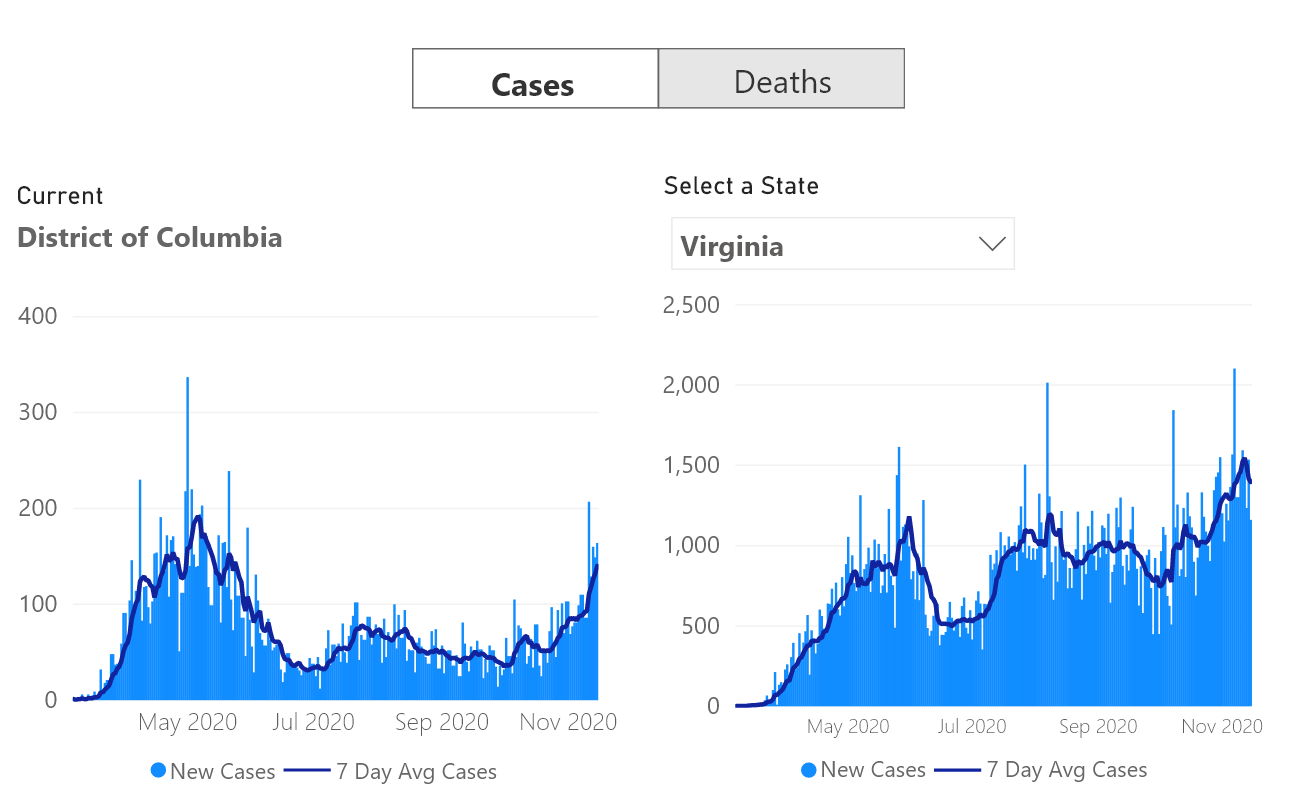 Cases
Deaths
Current
District of Columbia
400
300
200
100
0
May 2020
Jul 2020
Sep 2020
Nov 2020
New Cases
7 Day Avg Cases
Select a State
Virginia
2,500
2,000
1,500
1,000
500
0
May 2020
Jul 2020
Sep 2020
Nov 2020
New Cases
7 Day Avg Cases